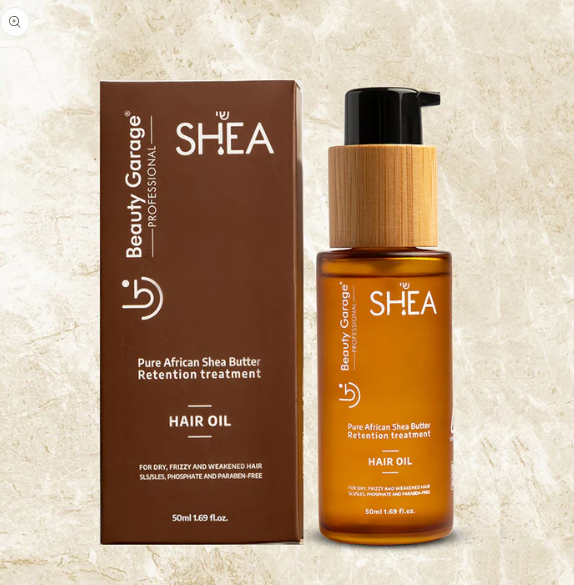 Beauty Garage®
PROFESSIONAL
SHEA
Pure African Shea Butter
Retention treatment
HAIR OIL
FOR DRY, FRIZZY AND WEAKENED HAIR
SLS/SLES, PHOSPHATE AND PARABEN-FREE
50ml 1.69 fl.oz.
Beauty Garage®
PROFESSIONAL
SHEA
Pure African Shea Butter
Retention treatment
HAIR OIL
FOR DRY, FRIZZY AND WEAKENED HAIR
SLS/SLES, PHOSPHATE AND PARABEN-FREE
50ml 1.69 fl.oz.